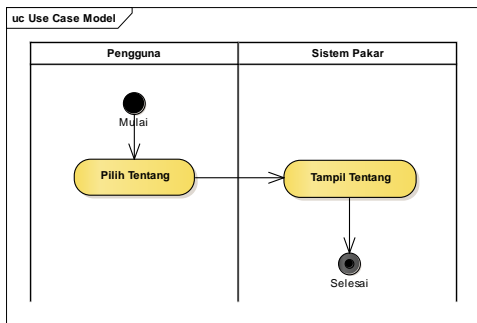 uc Use Case Model
Pengguna
Sistem Pakar
Mulai
Pilih Tentang
Tampil Tentang
Selesai